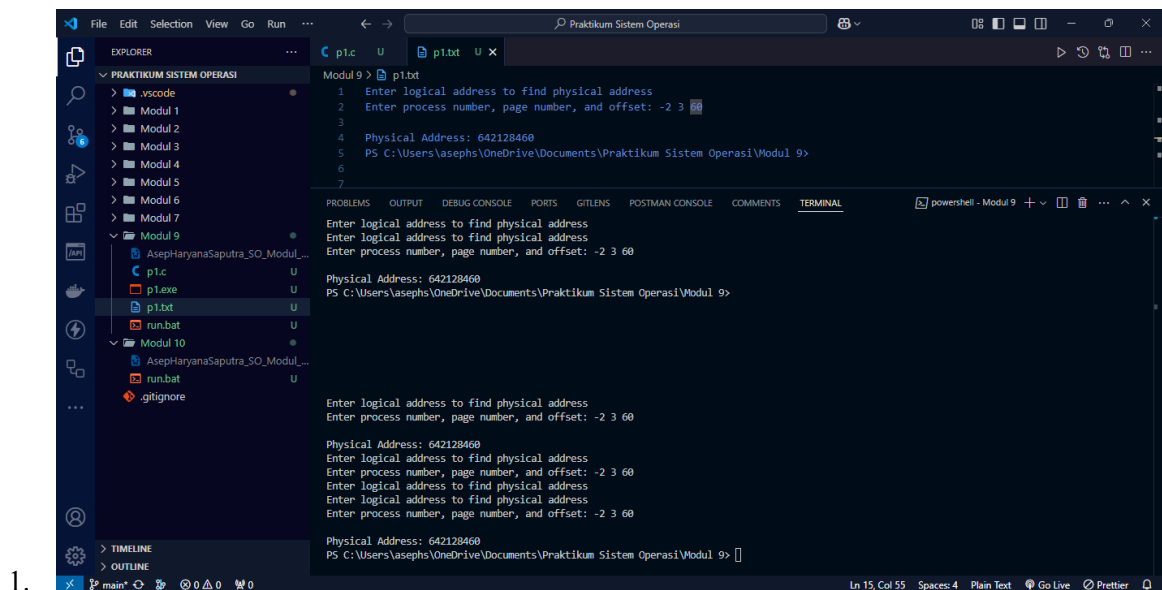 File Edit Selection View Go Run ···
Praktikum Sistem Operasi
EXPLORER ···
PRAKTIKUM SISTEM OPERASI
.vscode
Modul 1
Modul 2
Modul 3
Modul 4
Modul 5
Modul 6
Modul 7
Modul 9
AsepHaryanaSaputra_SO_Modul_...
p1.c U
p1.exe U
p1.txt U
run.bat U
Modul 10
AsepHaryanaSaputra_SO_Modul_...
run.bat U
.gitignore
TIMELINE
OUTLINE
6
/API
p1.c U p1.txt U
Modul 9 > p1.txt
1 Enter logical address to find physical address
2 Enter process number, page number, and offset: -2 3 60
3
4 Physical Address: 642128460
5 PS C:\Users\asephs\OneDrive\Documents\Praktikum Sistem Operasi\Modul 9>
6
7
PROBLEMS OUTPUT DEBUG CONSOLE PORTS GITLENS POSTMAN CONSOLE COMMENTS TERMINAL powershell - Modul 9
Enter logical address to find physical address
Enter logical address to find physical address
Enter process number, page number, and offset: -2 3 60
Physical Address: 642128460
PS C:\Users\asephs\OneDrive\Documents\Praktikum Sistem Operasi\Modul 9>
Enter logical address to find physical address
Enter process number, page number, and offset: -2 3 60
Physical Address: 642128460
Enter logical address to find physical address
Enter process number, page number, and offset: -2 3 60
Enter logical address to find physical address
Enter logical address to find physical address
Enter process number, page number, and offset: -2 3 60
Physical Address: 642128460
PS C:\Users\asephs\OneDrive\Documents\Praktikum Sistem Operasi\Modul 9>
1.
main* 0 0 0 Ln 15, Col 55 Spaces: 4 Plain Text Go Live Prettier